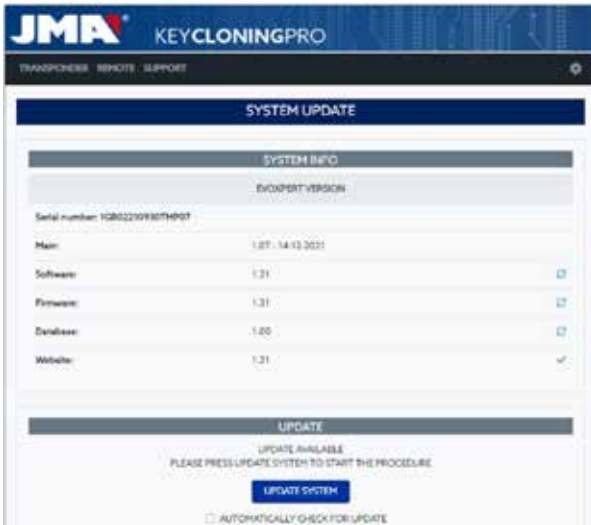 JMA KEYCLONINGPRO
TRANSPONDER REMOTE SUPPORT
SYSTEM UPDATE
SYSTEM INFO
EVOXPERT VERSION
Serial number:
Main: 1.07 - 14-12-2021
Software: 1.31
Firmware: 1.31
Database: 1.00
Website: 1.31
UPDATE
UPDATE AVAILABLE
PLEASE PRESS UPDATE SYSTEM TO START THE PROCEDURE
UPDATE SYSTEM
AUTOMATICALLY CHECK FOR UPDATE